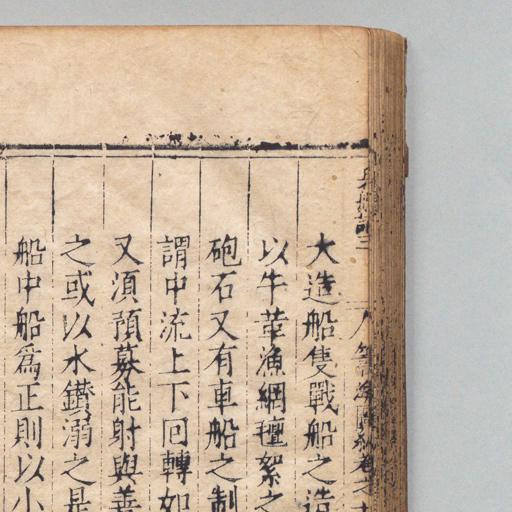 大造船隻戰船之造
以牛革漁網氊絮之
砲石又有車船之制
謂中流上下回轉如
又須預募能射與善
之或以水鑚溺之是
船中船爲正則以小